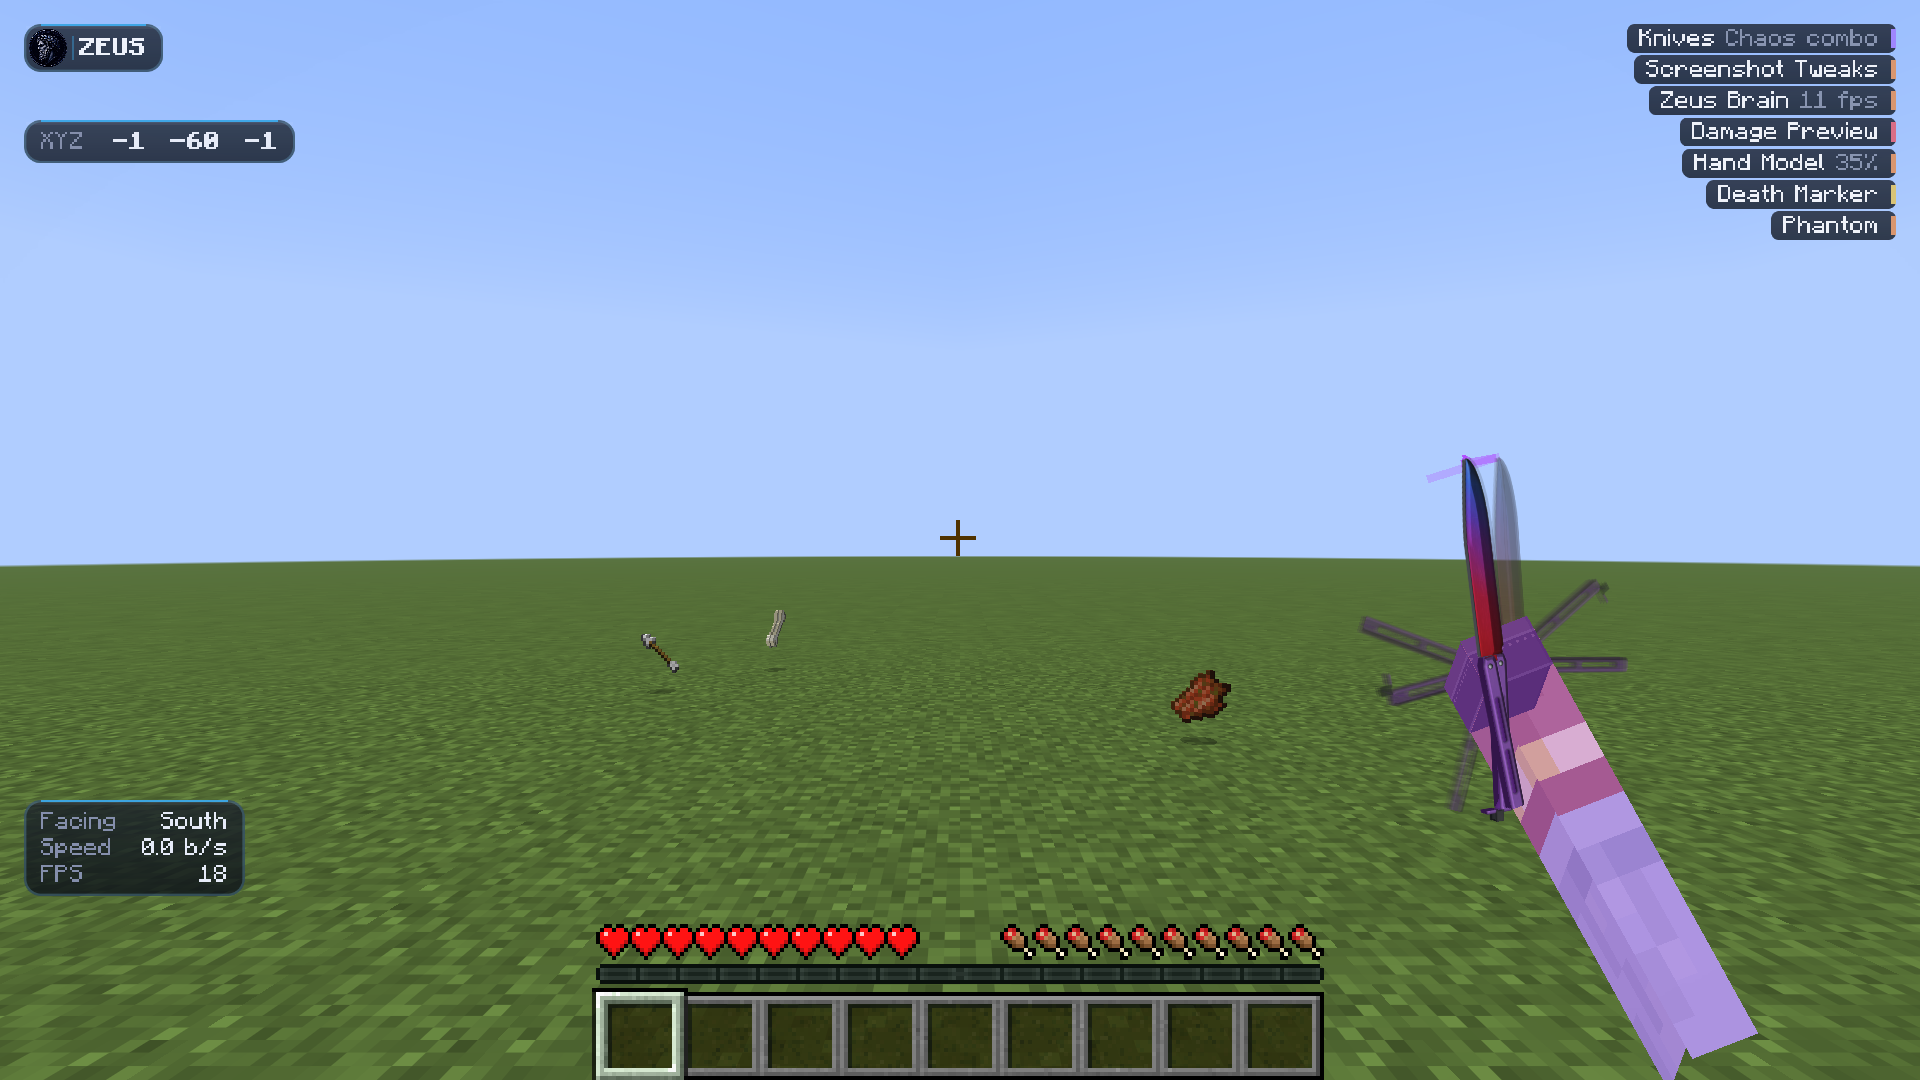 ZEUS
XYZ -1 -60 -1
Knives Chaos combo
Screenshot Tweaks
Zeus Brain 11 fps
Damage Preview
Hand Model 35%
Death Marker
Phantom
Facing South
Speed 0.0 b/s
FPS 18